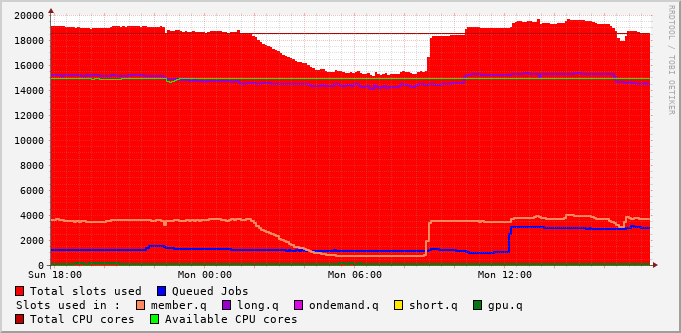 20000
18000
16000
14000
12000
10000
8000
6000
4000
2000
0
Sun 18:00 Mon 00:00 Mon 06:00 Mon 12:00
Total slots used Queued Jobs
Slots used in : member.q long.q ondemand.q short.q gpu.q
Total CPU cores Available CPU cores
RRDTOOL / TOBI OETIKER